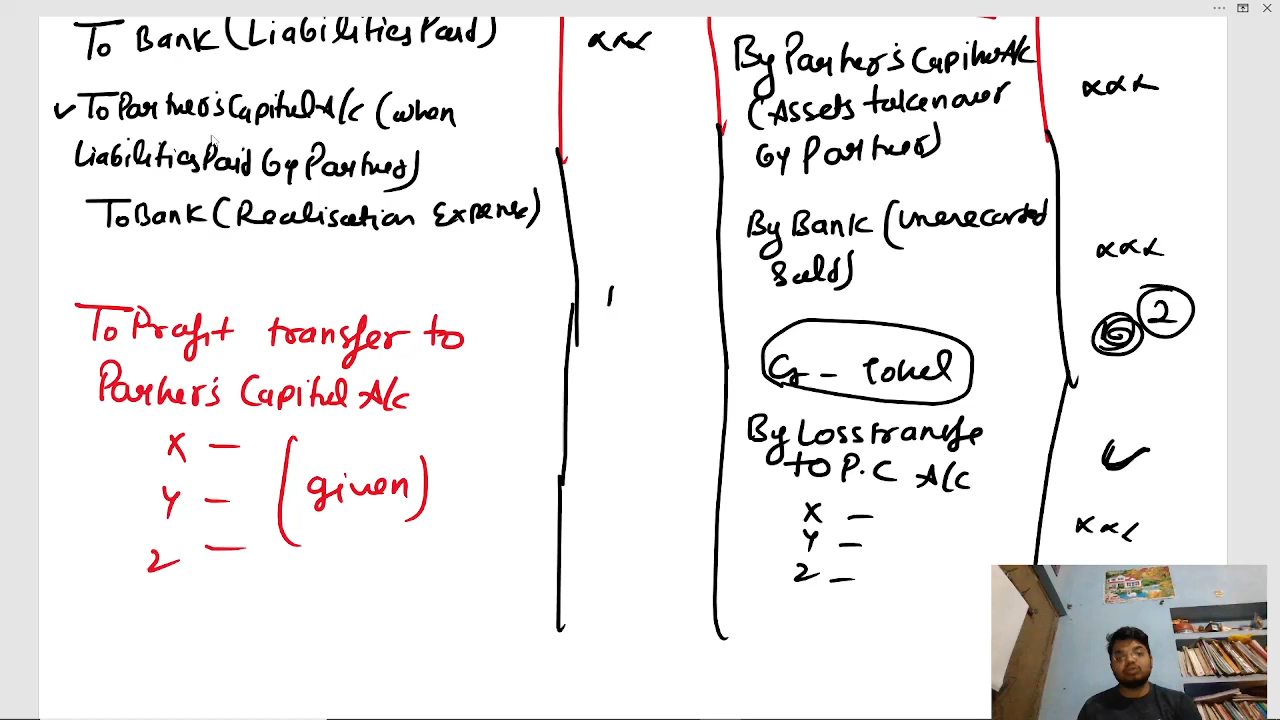 To Bank (Liabilities Paid)
xxx
✓ To Partner's Capital A/c (when
Liabilities Paid by Partner)
To Bank (Realisation Expense)
To Profit transfer to
Partner's Capital A/c
X —
Y —
Z —
(given)
By Partner's Capital A/c
(Assets taken over
by Partner)
xxx
By Bank (unrecorded
sold)
xxx
2
Cr - Total
By Loss transfer
to P.C A/c
X —
Y —
Z —
xxx